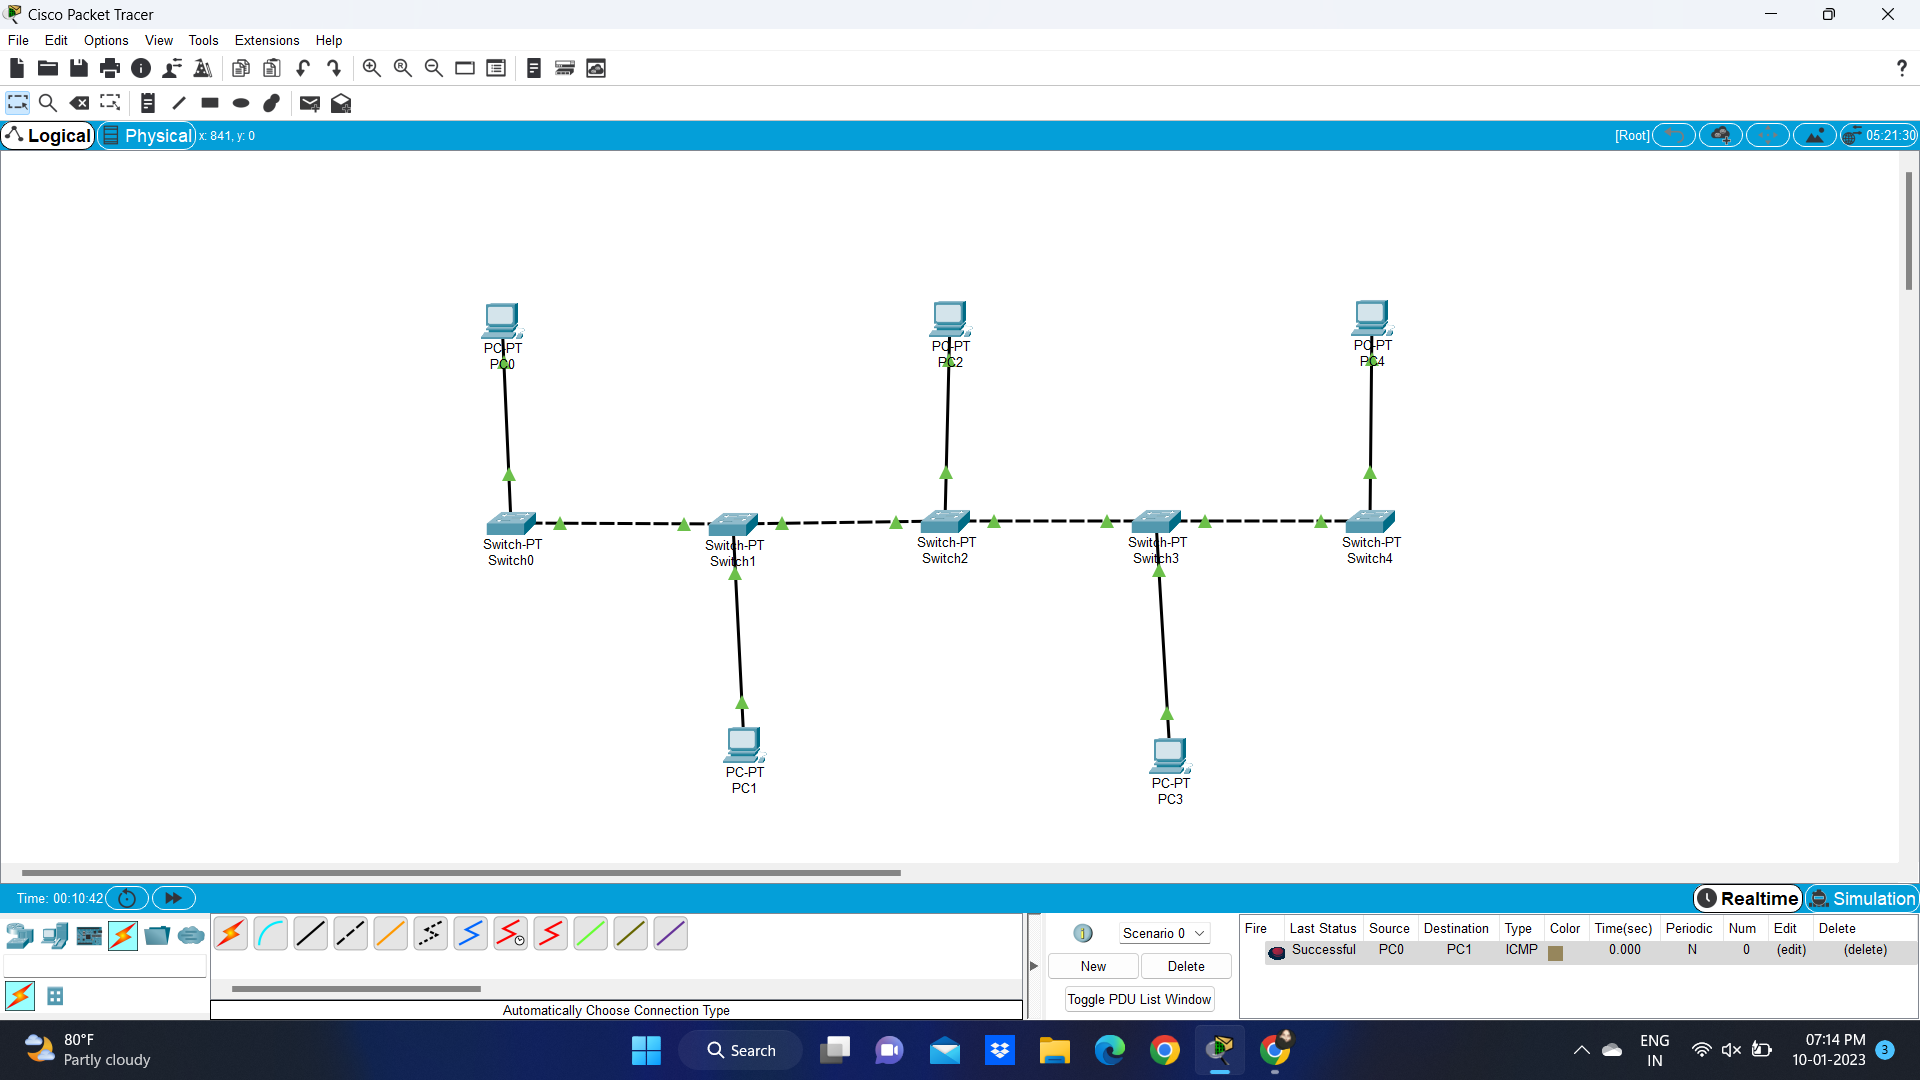 Cisco Packet Tracer
File Edit Options View Tools Extensions Help
?
Logical Physical x: 841, y: 0 [Root] 05:21:30
PC-PT
PC0
PC-PT
PC2
PC-PT
PC4
Switch-PT
Switch0
Switch-PT
Switch1
Switch-PT
Switch2
Switch-PT
Switch3
Switch-PT
Switch4
PC-PT
PC1
PC-PT
PC3
Time: 00:10:42 Realtime Simulation
1 Scenario 0
New Delete
Toggle PDU List Window
Fire Last Status Source Destination Type Color Time(sec) Periodic Num Edit Delete
Successful PC0 PC1 ICMP 0.000 N 0 (edit) (delete)
Automatically Choose Connection Type
80°F
Partly cloudy
Search
ENG
IN
07:14 PM
10-01-2023
3